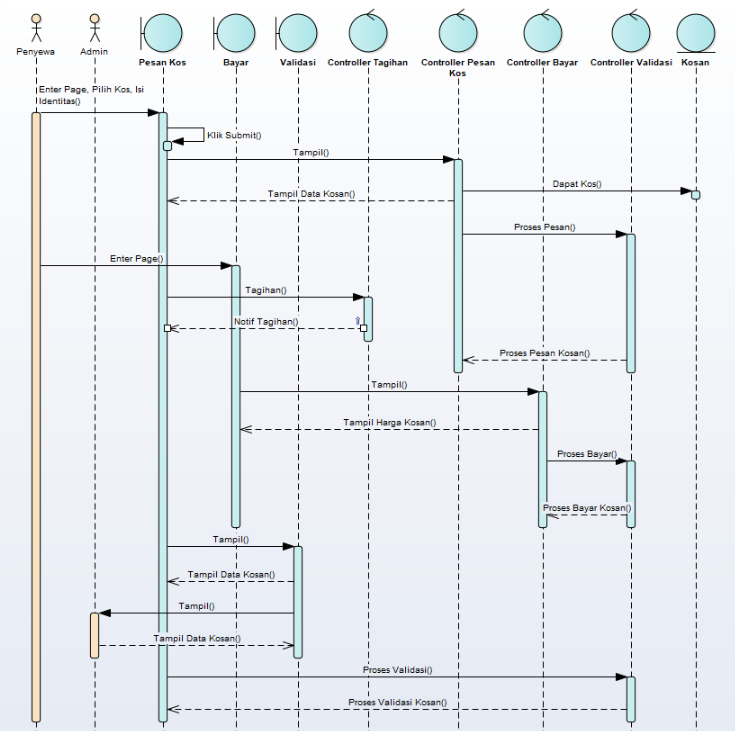 Penyewa
Admin
Pesan Kos
Bayar
Validasi
Controller Tagihan
Controller Pesan
Kos
Controller Bayar
Controller Validasi
Kosan
Enter Page, Pilih Kos, Isi
Identitas()
Klik Submit()
Tampil()
Dapat Kos()
Tampil Data Kosan()
Proses Pesan()
Enter Page()
Tagihan()
Notif Tagihan()
Proses Pesan Kosan()
Tampil()
Tampil Harga Kosan()
Proses Bayar()
Proses Bayar Kosan()
Tampil()
Tampil Data Kosan()
Tampil()
Tampil Data Kosan()
Proses Validasi()
Proses Validasi Kosan()